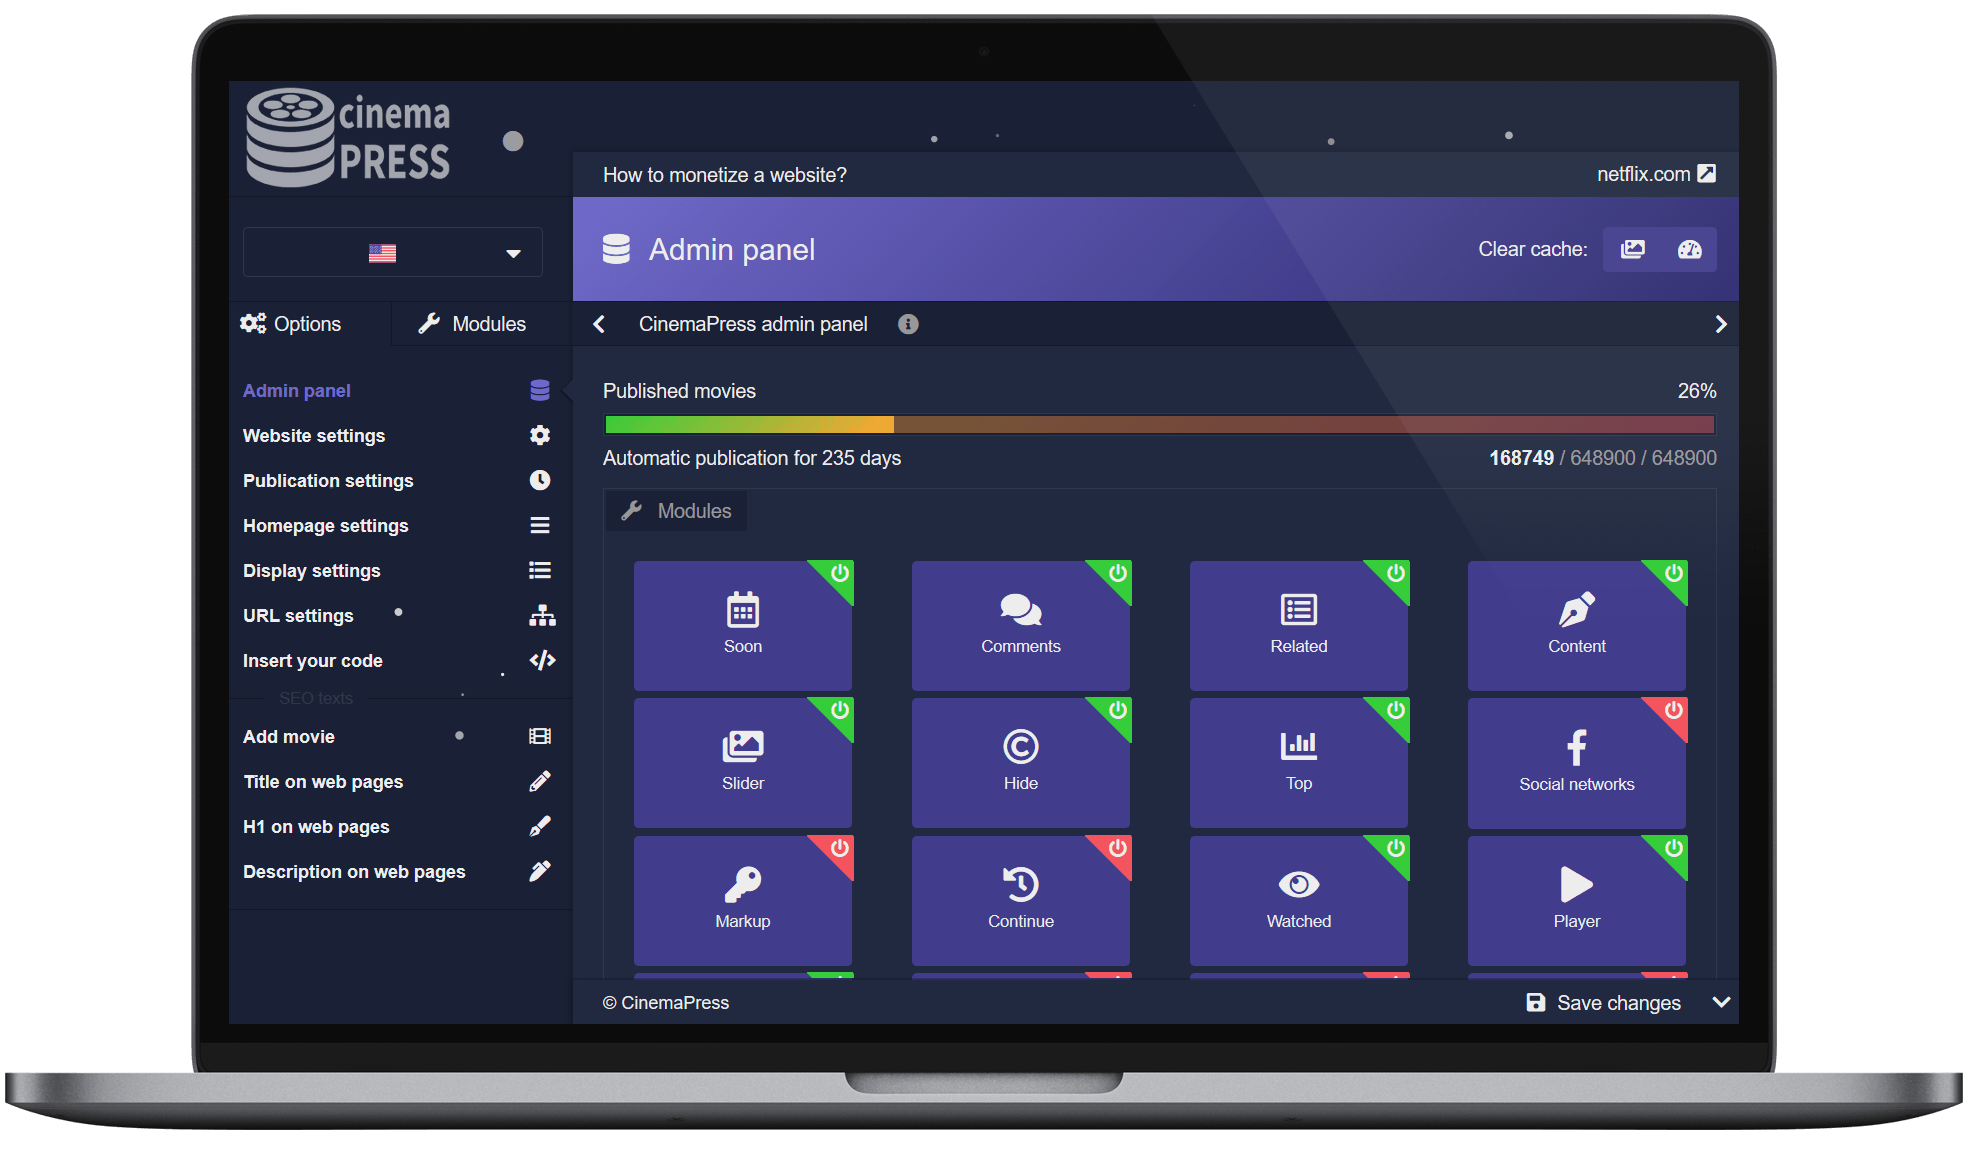 cinema
PRESS
How to monetize a website?
netflix.com
Admin panel
Clear cache:
Options
Modules
CinemaPress admin panel
Admin panel
Website settings
Publication settings
Homepage settings
Display settings
URL settings
Insert your code
SEO texts
Add movie
Title on web pages
H1 on web pages
Description on web pages
Published movies
26%
Automatic publication for 235 days
168749 / 648900 / 648900
Modules
Soon
Comments
Related
Content
Slider
Hide
Top
Social networks
Markup
Continue
Watched
Player
© CinemaPress
Save changes